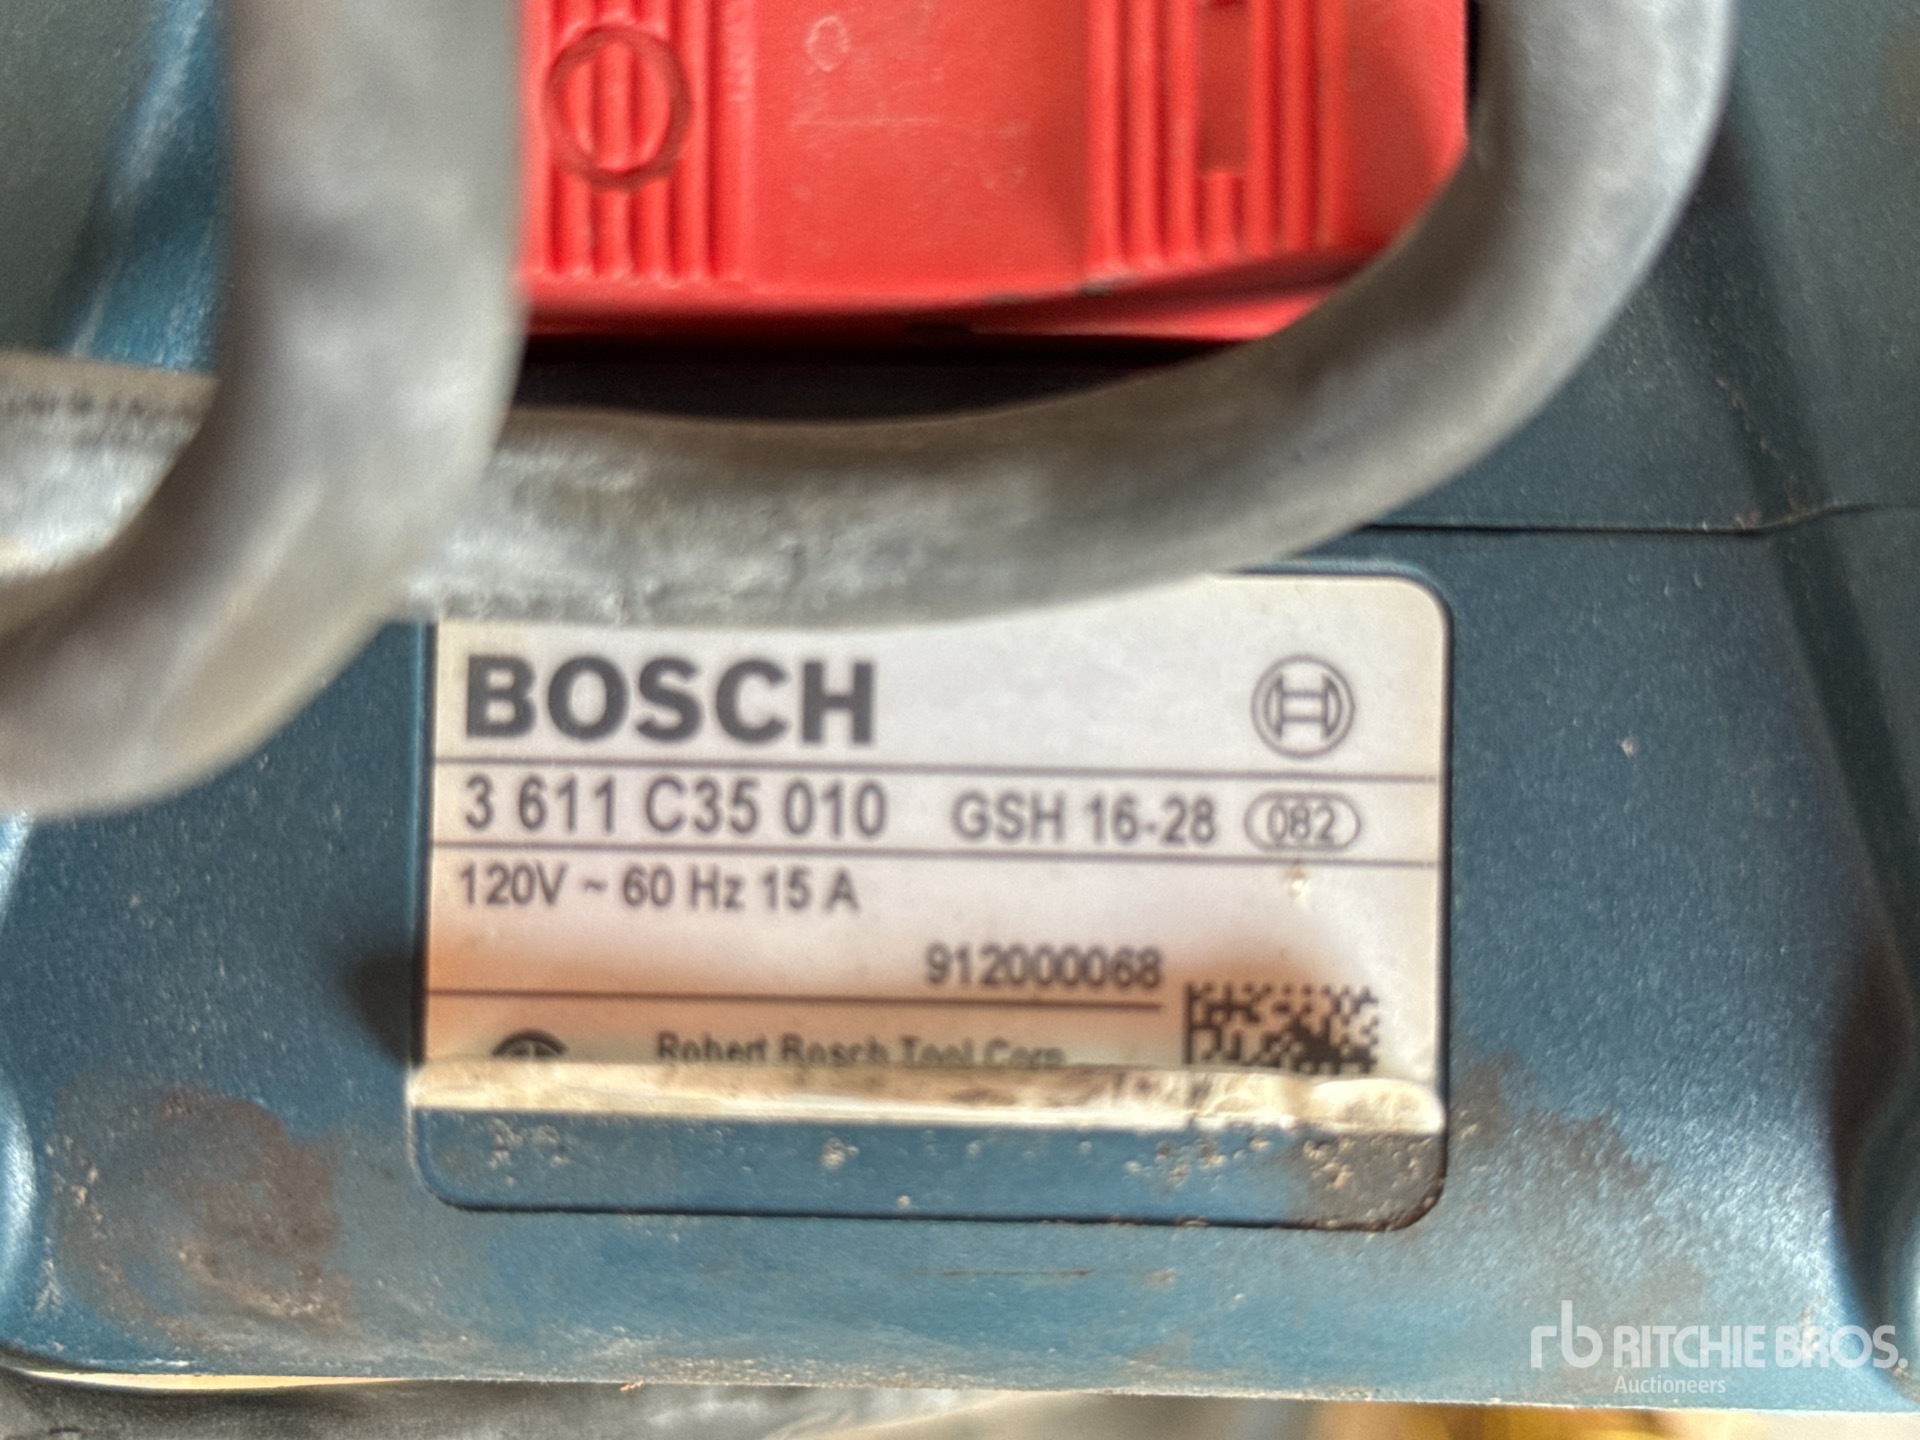 BOSCH
3 611 C35 010 GSH 16-28 082
120V ~ 60 Hz 15 A
912000068
Robert Bosch Tool Corp.
rb RITCHIE BROS.
Auctioneers